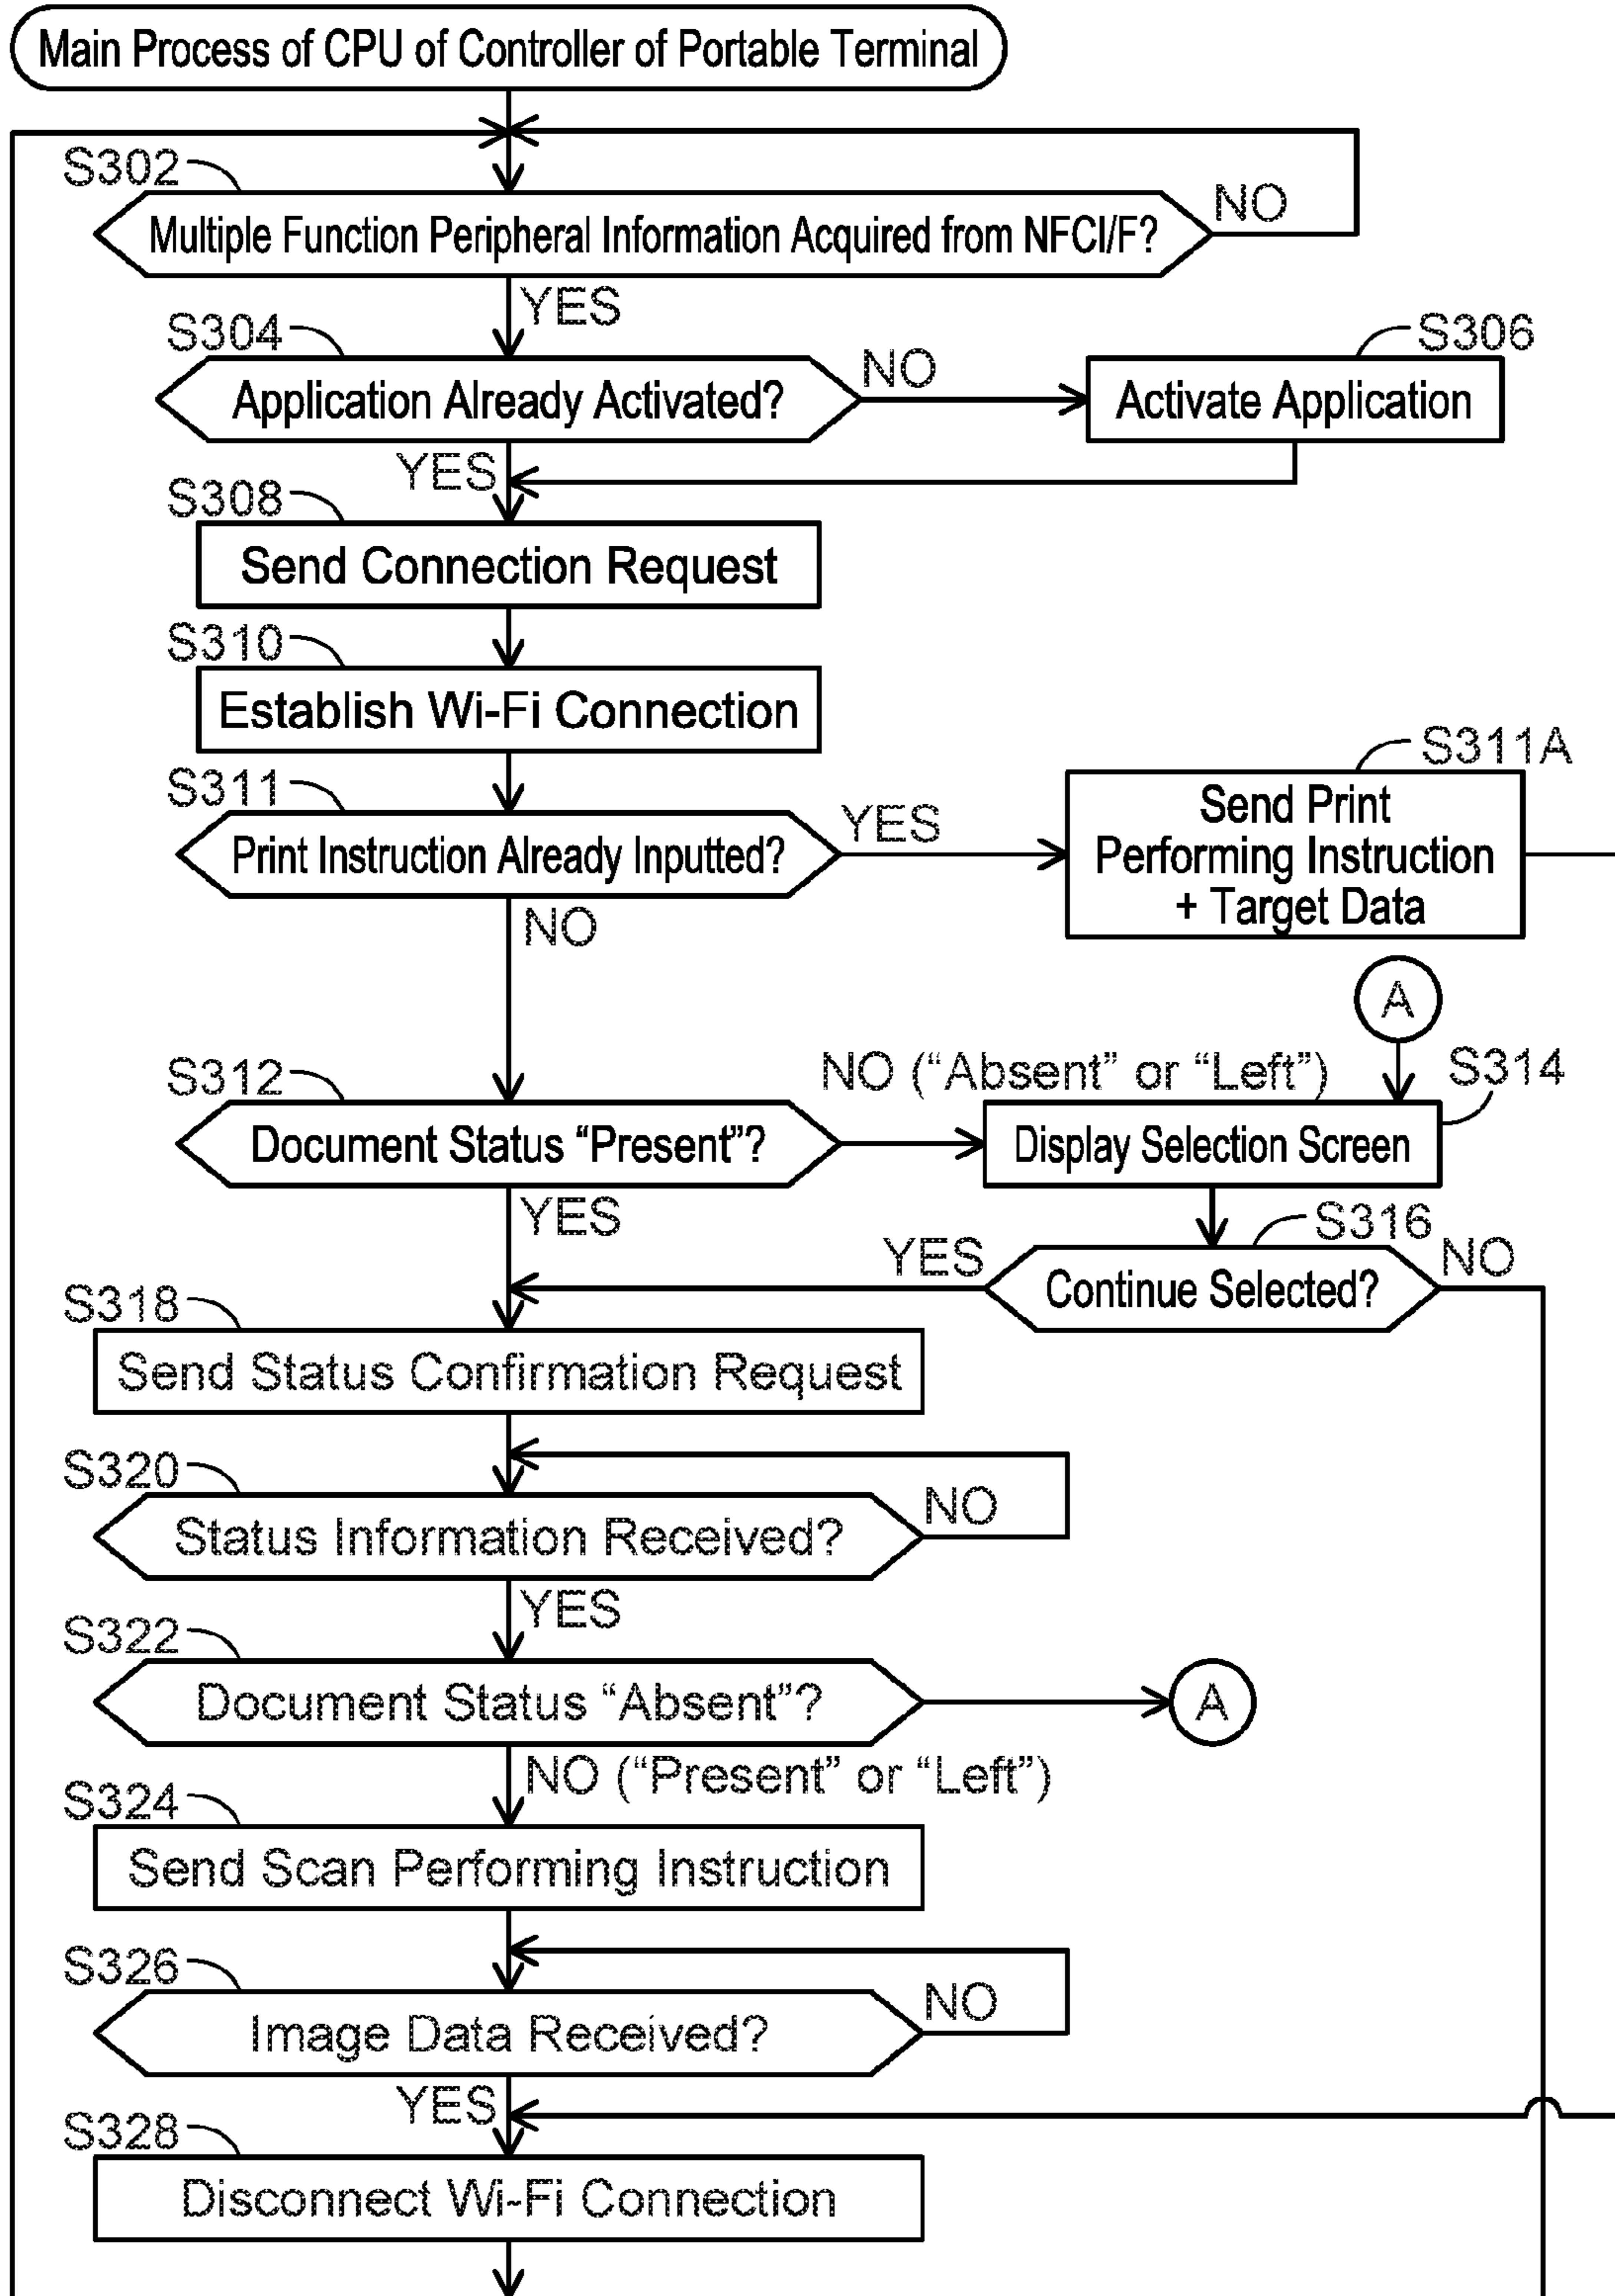 Main Process of CPU of Controller of Portable Terminal
S302
Multiple Function Peripheral Information Acquired from NFCI/F?
NO
YES
S304
Application Already Activated?
NO
S306
Activate Application
YES
S308
Send Connection Request
S310
Establish Wi-Fi Connection
S311
Print Instruction Already Inputted?
YES
S311A
Send Print
Performing Instruction
+ Target Data
NO
A
S312
Document Status “Present”?
NO (“Absent” or “Left”)
S314
Display Selection Screen
YES
S316
Continue Selected?
YES
NO
S318
Send Status Confirmation Request
S320
Status Information Received?
NO
YES
S322
Document Status “Absent”?
A
NO (“Present” or “Left”)
S324
Send Scan Performing Instruction
S326
Image Data Received?
NO
YES
S328
Disconnect Wi-Fi Connection